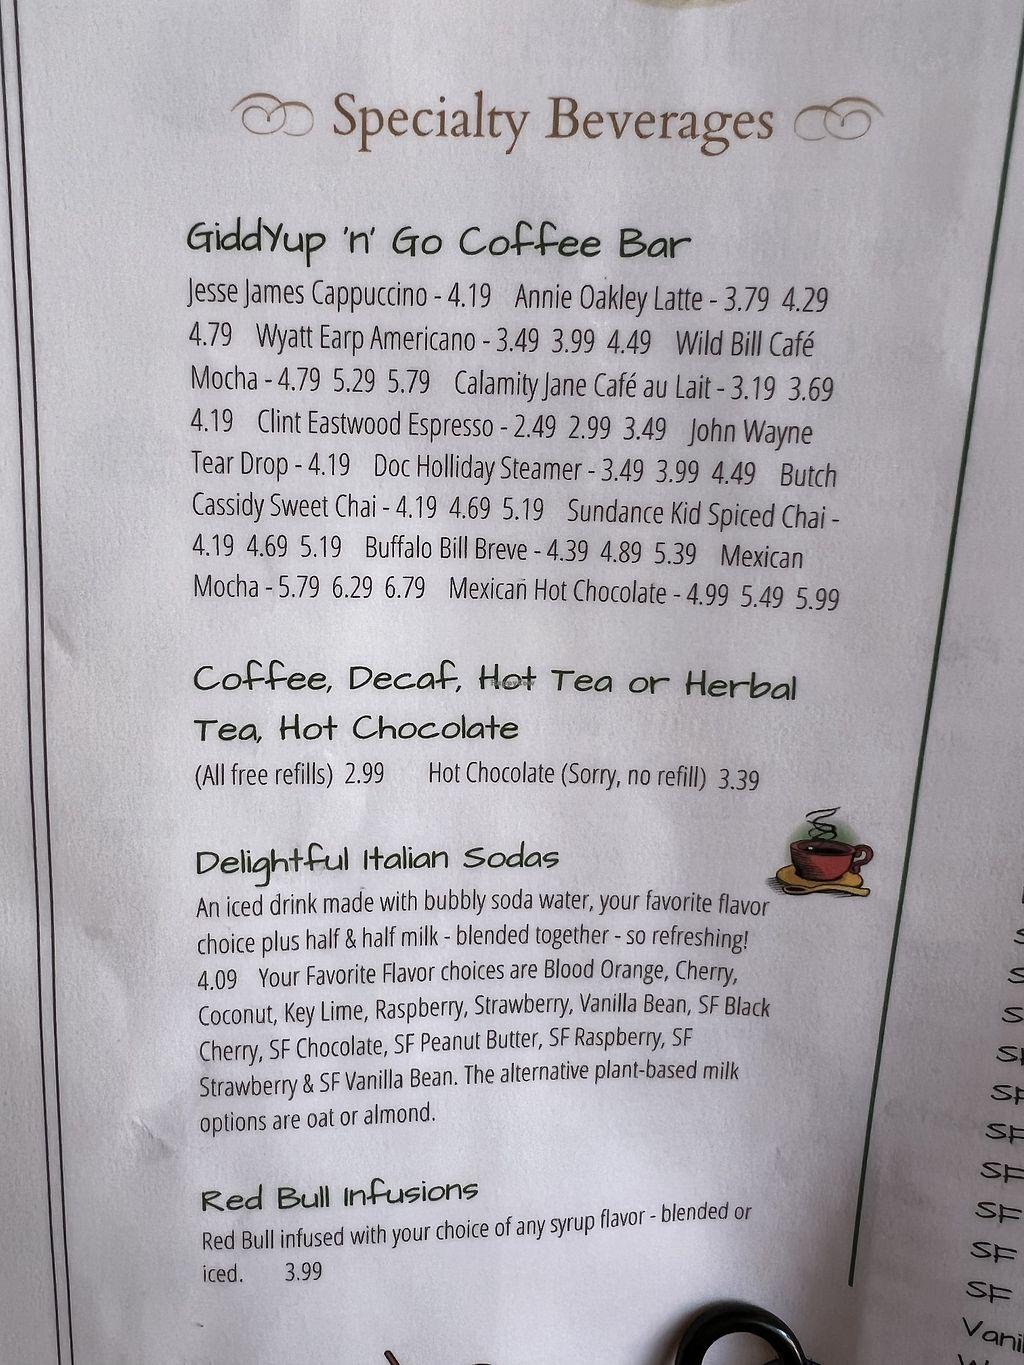 Specialty Beverages
GiddYup 'n' Go Coffee Bar
Jesse James Cappuccino - 4.19 Annie Oakley Latte - 3.79 4.29
4.79 Wyatt Earp Americano - 3.49 3.99 4.49 Wild Bill Café
Mocha - 4.79 5.29 5.79 Calamity Jane Café au Lait - 3.19 3.69
4.19 Clint Eastwood Espresso - 2.49 2.99 3.49 John Wayne
Tear Drop - 4.19 Doc Holliday Steamer - 3.49 3.99 4.49 Butch
Cassidy Sweet Chai - 4.19 4.69 5.19 Sundance Kid Spiced Chai -
4.19 4.69 5.19 Buffalo Bill Breve - 4.39 4.89 5.39 Mexican
Mocha - 5.79 6.29 6.79 Mexican Hot Chocolate - 4.99 5.49 5.99
Coffee, Decaf, Hot Tea or Herbal
Tea, Hot Chocolate
(All free refills) 2.99 Hot Chocolate (Sorry, no refill) 3.39
Delightful Italian Sodas
An iced drink made with bubbly soda water, your favorite flavor
choice plus half & half milk - blended together - so refreshing!
4.09 Your Favorite Flavor choices are Blood Orange, Cherry,
Coconut, Key Lime, Raspberry, Strawberry, Vanilla Bean, SF Black
Cherry, SF Chocolate, SF Peanut Butter, SF Raspberry, SF
Strawberry & SF Vanilla Bean. The alternative plant-based milk
options are oat or almond.
Red Bull Infusions
Red Bull infused with your choice of any syrup flavor - blended or
iced. 3.99
SF
SF
SF
SF
SF
SF
SF
Vani